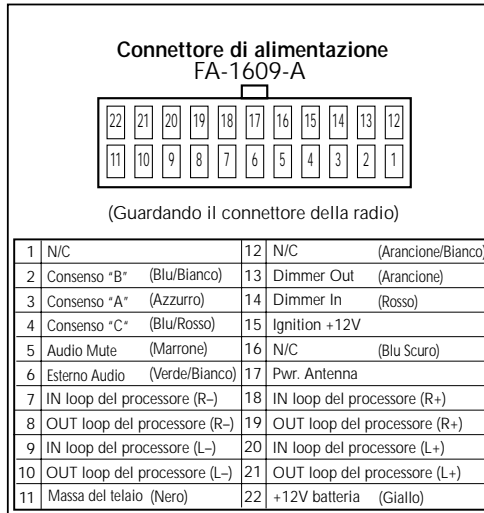 Connettore di alimentazione
FA-1609-A
22 21 20 19 18 17 16 15 14 13 12
11 10 9 8 7 6 5 4 3 2 1
(Guardando il connettore della radio)
1 N/C 12 N/C (Arancione/Bianco)
2 Consenso "B" (Blu/Bianco) 13 Dimmer Out (Arancione)
3 Consenso "A" (Azzurro) 14 Dimmer In (Rosso)
4 Consenso "C" (Blu/Rosso) 15 Ignition +12V
5 Audio Mute (Marrone) 16 N/C (Blu Scuro)
6 Esterno Audio (Verde/Bianco) 17 Pwr. Antenna
7 IN loop del processore (R–) 18 IN loop del processore (R+)
8 OUT loop del processore (R–) 19 OUT loop del processore (R+)
9 IN loop del processore (L–) 20 IN loop del processore (L+)
10 OUT loop del processore (L–) 21 OUT loop del processore (L+)
11 Massa del telaio (Nero) 22 +12V batteria (Giallo)